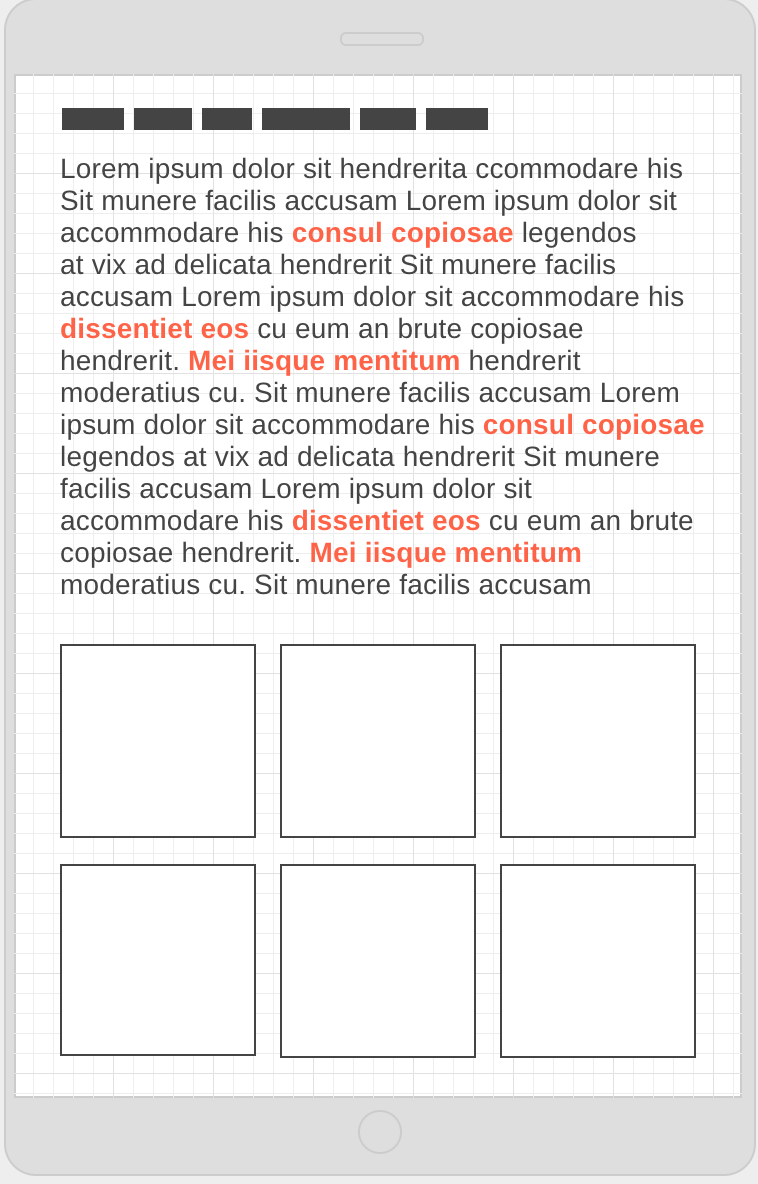 Lorem ipsum dolor sit hendrerita ccommodare his
Sit munere facilis accusam Lorem ipsum dolor sit
accommodare his consul copiosae legendos
at vix ad delicata hendrerit Sit munere facilis
accusam Lorem ipsum dolor sit accommodare his
dissentiet eos cu eum an brute copiosae
hendrerit. Mei iisque mentitum hendrerit
moderatius cu. Sit munere facilis accusam Lorem
ipsum dolor sit accommodare his consul copiosae
legendos at vix ad delicata hendrerit Sit munere
facilis accusam Lorem ipsum dolor sit
accommodare his dissentiet eos cu eum an brute
copiosae hendrerit. Mei iisque mentitum
moderatius cu. Sit munere facilis accusam